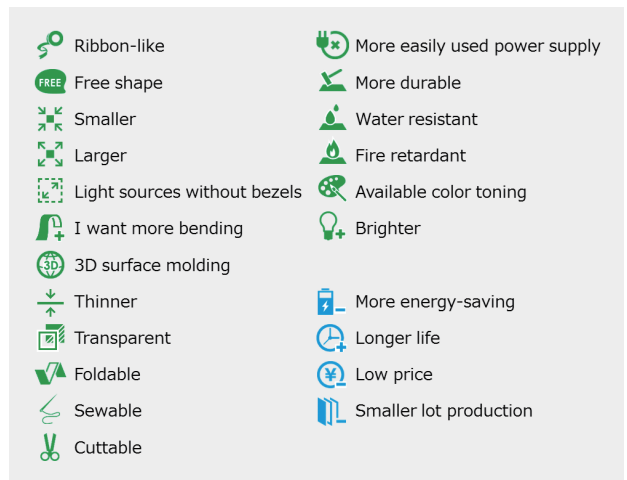 Ribbon-like
FREE Free shape
Smaller
Larger
Light sources without bezels
I want more bending
3D 3D surface molding
Thinner
Transparent
Foldable
Sewable
Cuttable
More easily used power supply
More durable
Water resistant
Fire retardant
Available color toning
Brighter
More energy-saving
Longer life
¥ Low price
Smaller lot production